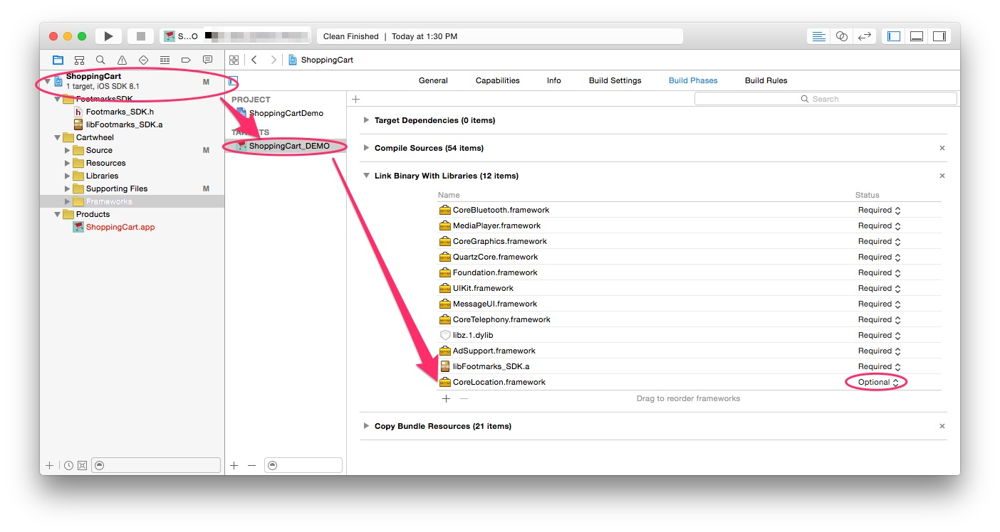 S...O
Clean Finished | Today at 1:30 PM
ShoppingCart
ShoppingCart
1 target, iOS SDK 8.1
M
FootmarksSDK
h Footmarks_SDK.h
libFootmarks_SDK.a
Cartwheel
Source M
Resources
Libraries
Supporting Files M
Frameworks
Products
ShoppingCart.app
General Capabilities Info Build Settings Build Phases Build Rules
PROJECT
ShoppingCartDemo
TARGETS
ShoppingCart_DEMO
Search
Target Dependencies (0 items)
Compile Sources (54 items)
Link Binary With Libraries (12 items)
Name Status
CoreBluetooth.framework Required
MediaPlayer.framework Required
CoreGraphics.framework Required
QuartzCore.framework Required
Foundation.framework Required
UIKit.framework Required
MessageUI.framework Required
CoreTelephony.framework Required
libz.1.dylib Required
AdSupport.framework Required
libFootmarks_SDK.a Required
CoreLocation.framework Optional
Drag to reorder frameworks
Copy Bundle Resources (21 items)